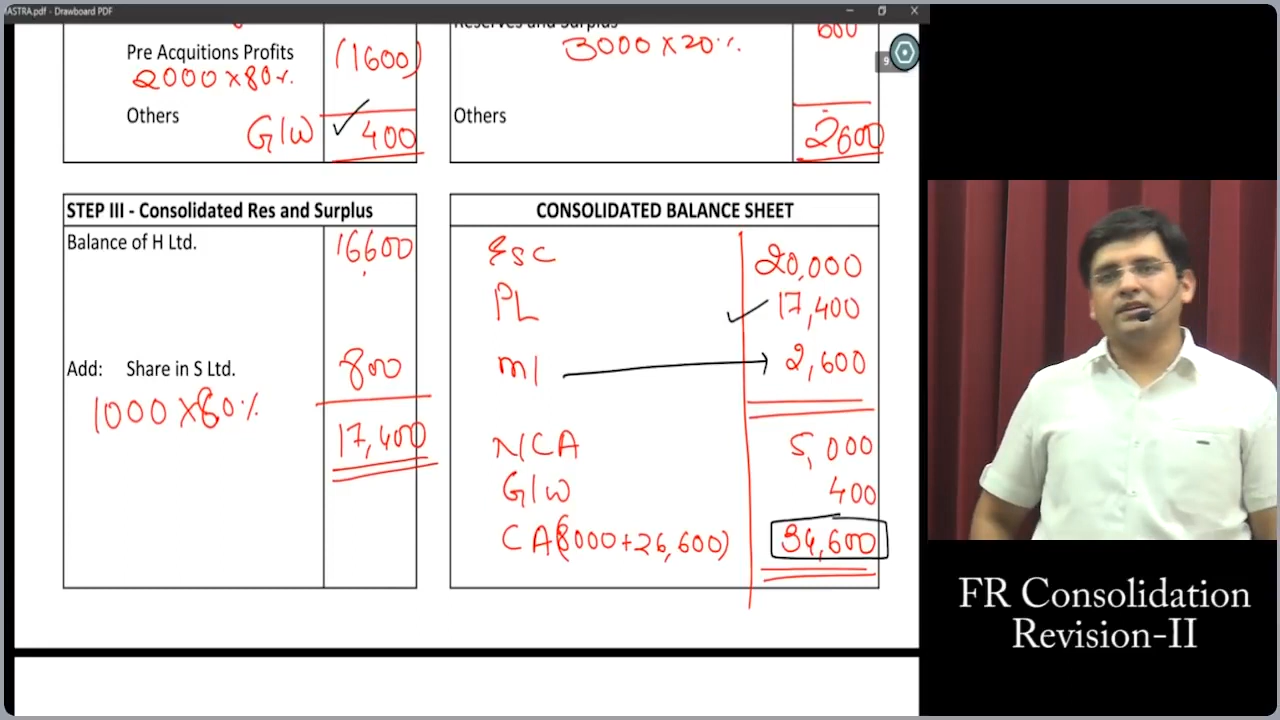 ASTRA.pdf - Drawboard PDF
Pre Acquitions Profits
(1600)
2000 X 80%
Others
G/W
400
Reserves and Surplus
600
3000 X 20%
Others
2600
9
STEP III - Consolidated Res and Surplus
Balance of H Ltd.
16600
Add: Share in S Ltd.
800
1000 X 80%
17,400
CONSOLIDATED BALANCE SHEET
ESC
20,000
PL
17,400
MI
2,600
NCA
5,000
G/W
400
CA(8000+26,600)
34,600
FR Consolidation
Revision-II